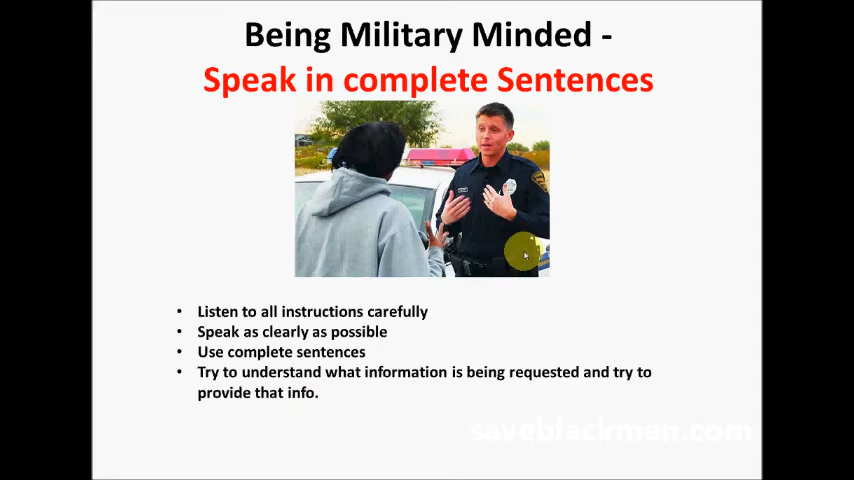 Being Military Minded -
Speak in complete Sentences
• Listen to all instructions carefully
• Speak as clearly as possible
• Use complete sentences
• Try to understand what information is being requested and try to
provide that info.
saveblackmen.com